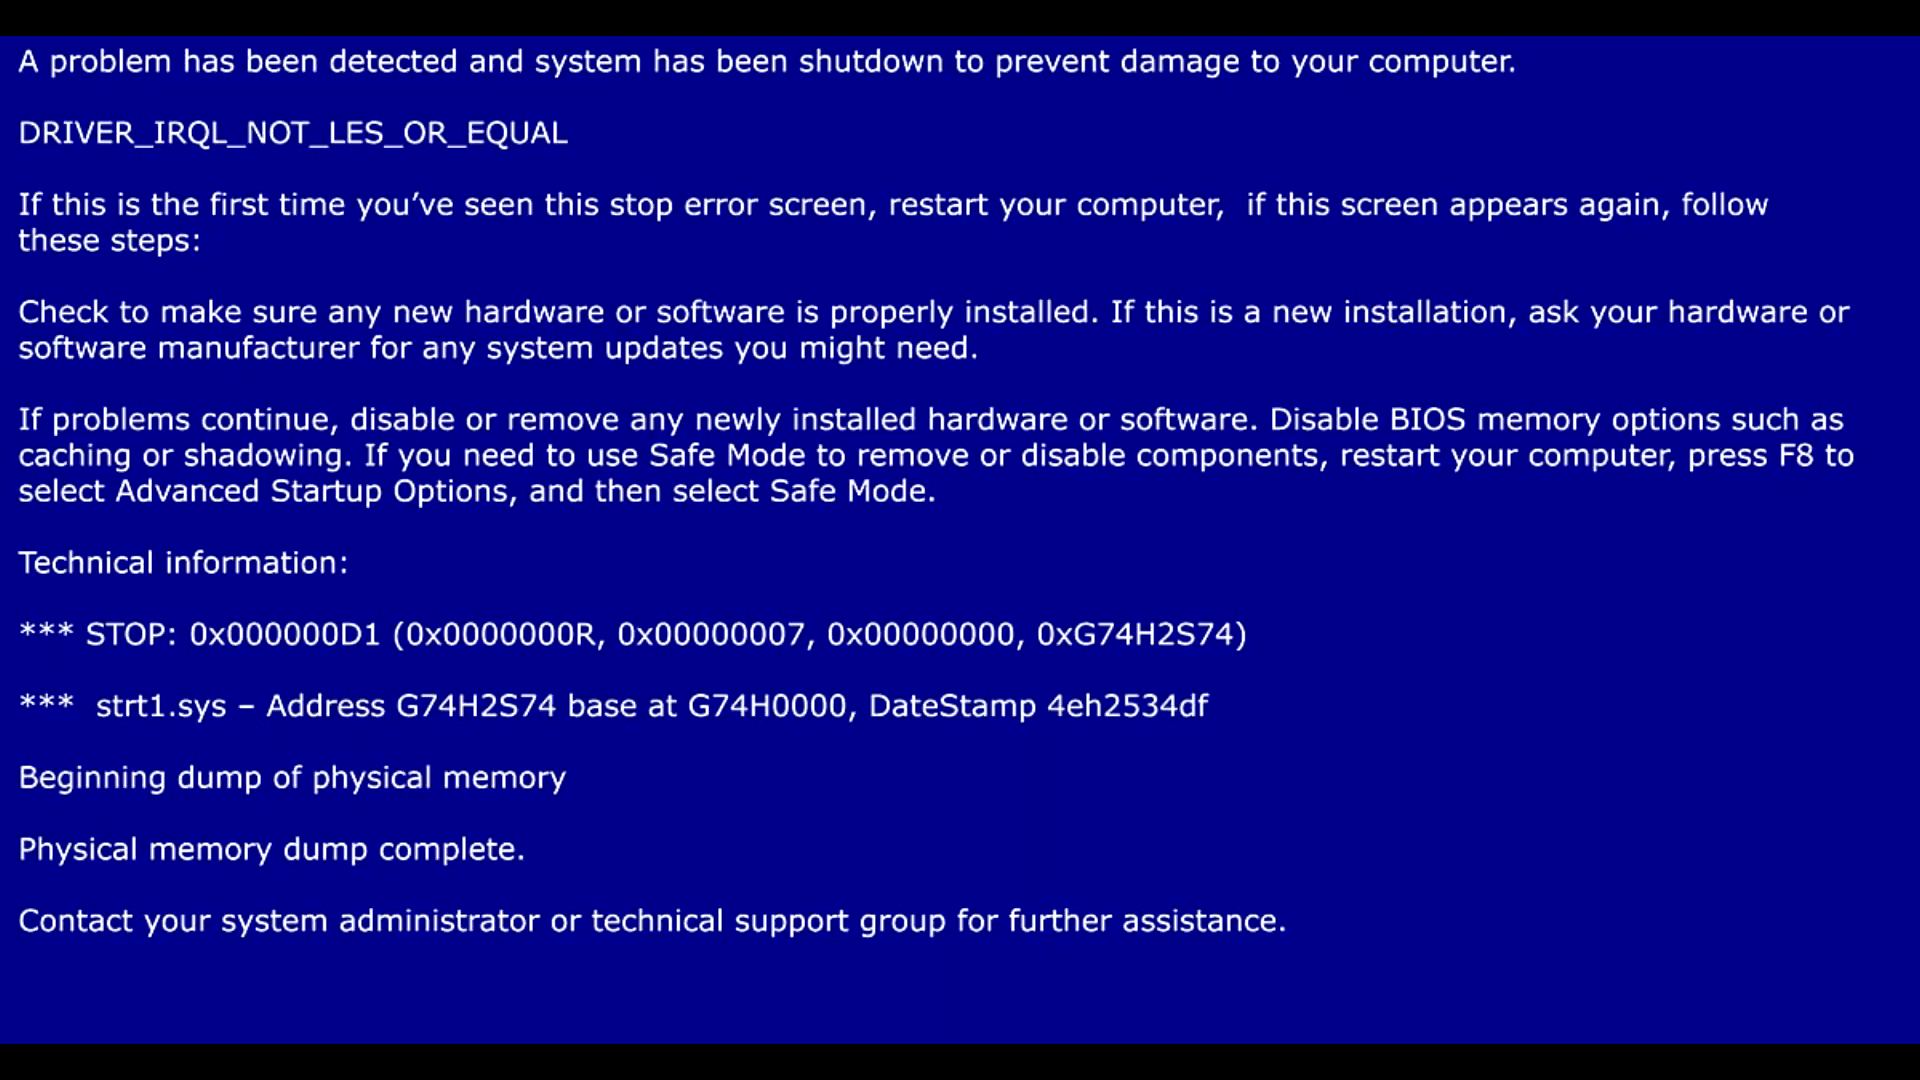 A problem has been detected and system has been shutdown to prevent damage to your computer.
DRIVER_IRQL_NOT_LES_OR_EQUAL
If this is the first time you’ve seen this stop error screen, restart your computer,  if this screen appears again, follow
these steps:
Check to make sure any new hardware or software is properly installed. If this is a new installation, ask your hardware or
software manufacturer for any system updates you might need.
If problems continue, disable or remove any newly installed hardware or software. Disable BIOS memory options such as
caching or shadowing. If you need to use Safe Mode to remove or disable components, restart your computer, press F8 to
select Advanced Startup Options, and then select Safe Mode.
Technical information:
*** STOP: 0x000000D1 (0x0000000R, 0x00000007, 0x00000000, 0xG74H2S74)
***  strt1.sys – Address G74H2S74 base at G74H0000, DateStamp 4eh2534df
Beginning dump of physical memory
Physical memory dump complete.
Contact your system administrator or technical support group for further assistance.